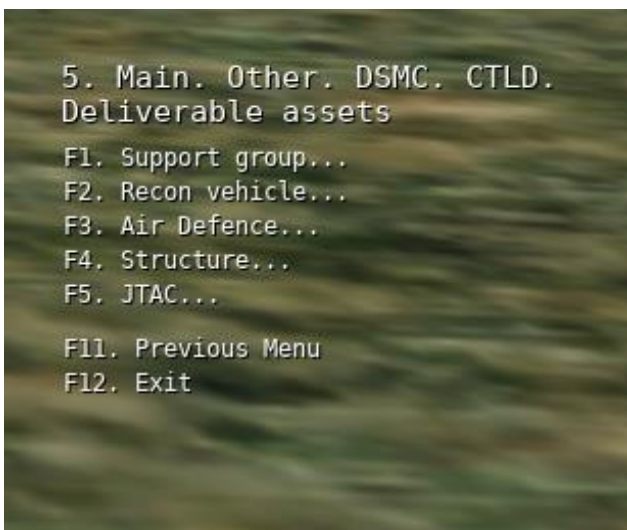 5. Main. Other. DSMC. CTLD.
Deliverable assets
F1. Support group...
F2. Recon vehicle...
F3. Air Defence...
F4. Structure...
F5. JTAC...
F11. Previous Menu
F12. Exit